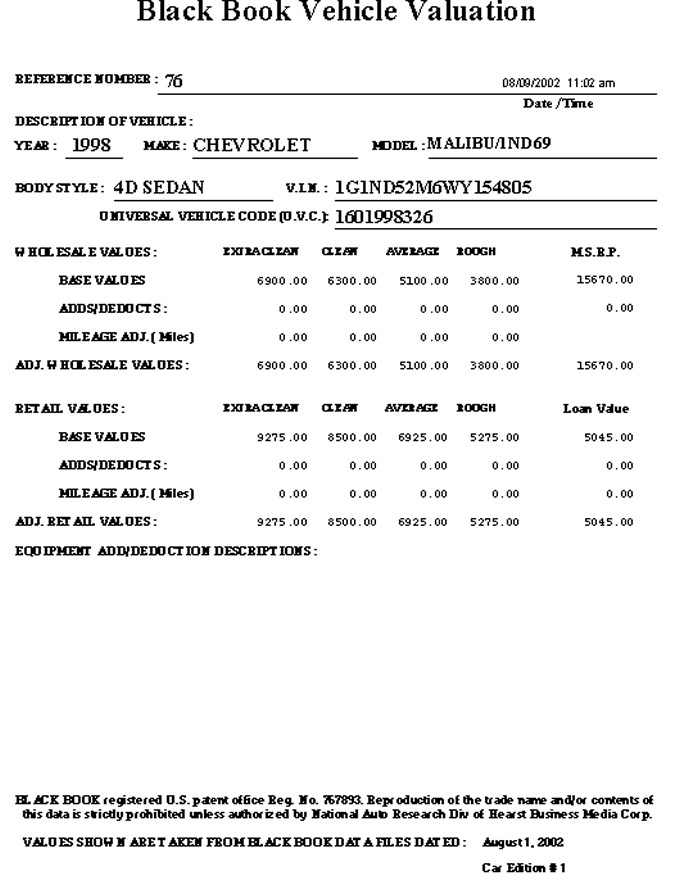 Black Book Vehicle Valuation
REFERENCE NUMBER : 76 08/09/2002 11:02 am
Date /Time
DESCRIPTION OF VEHICLE :
YEAR : 1998 MAKE : CHEVROLET MODEL : MALIBU/1ND69
BODY STYLE : 4D SEDAN V.I.N. : 1G1ND52M6WY154805
UNIVERSAL VEHICLE CODE (U.V.C.): 1601998326
WHOLESALE VALUES : EXTRACLEAN CLEAN AVERAGE ROUGH M.S.R.P.
BASE VALUES 6900.00 6300.00 5100.00 3800.00 15670.00
ADDS/DEDUCTS : 0.00 0.00 0.00 0.00 0.00
MILEAGE ADJ. ( Miles) 0.00 0.00 0.00 0.00
ADJ. WHOLESALE VALUES : 6900.00 6300.00 5100.00 3800.00 15670.00
RETAIL VALUES : EXTRACLEAN CLEAN AVERAGE ROUGH Loan Value
BASE VALUES 9275.00 8500.00 6925.00 5275.00 5045.00
ADDS/DEDUCTS : 0.00 0.00 0.00 0.00 0.00
MILEAGE ADJ. ( Miles) 0.00 0.00 0.00 0.00 0.00
ADJ. RETAIL VALUES : 9275.00 8500.00 6925.00 5275.00 5045.00
EQUIPMENT ADD/DEDUCTION DESCRIPTIONS :
BLACK BOOK registered U.S. patent office Reg. No. 767893. Reproduction of the trade name and/or contents of
this data is strictly prohibited unless authorized by National Auto Research Div of Hearst Business Media Corp.
VALUES SHOWN ARE TAKEN FROM BLACK BOOK DATA FILES DATED : August 1, 2002
Car Edition # 1